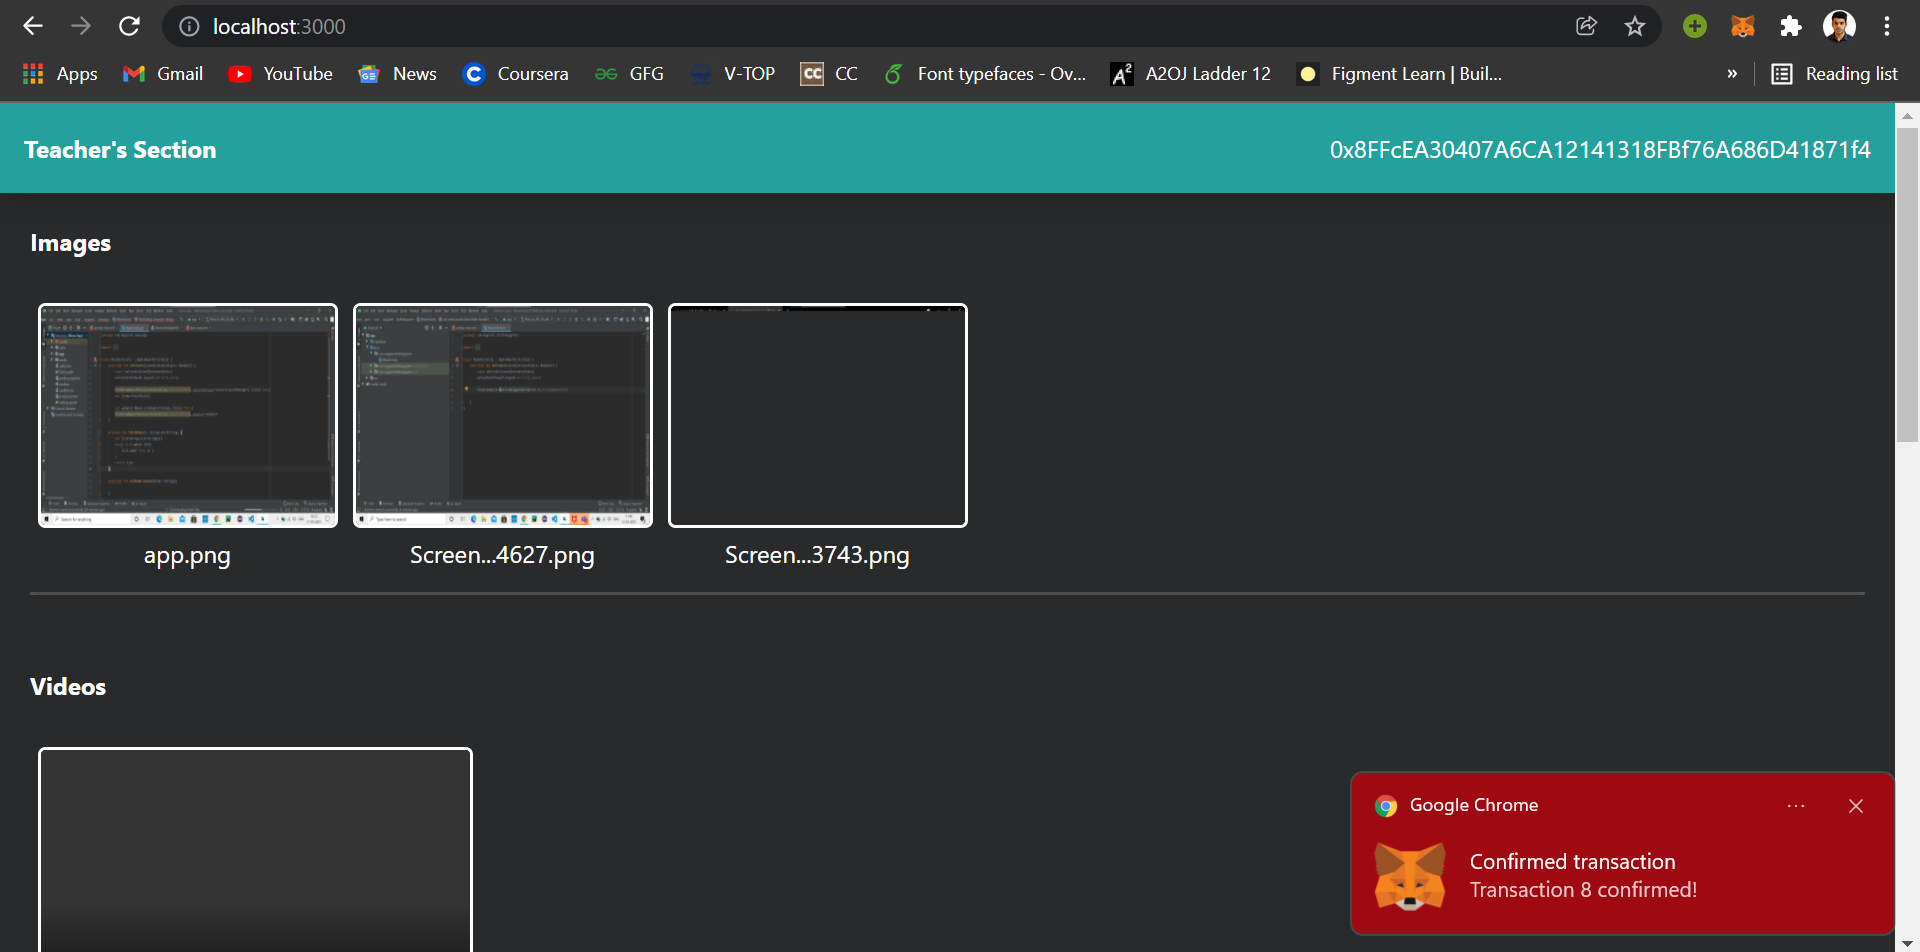 localhost:3000
Apps Gmail YouTube News Coursera GFG V-TOP CC Font typefaces - Ov... A2OJ Ladder 12 Figment Learn | Buil... » Reading list
Teacher's Section 0x8FFcEA30407A6CA12141318FBf76A686D41871f4
Images
app.png Screen...4627.png Screen...3743.png
Videos
Google Chrome
Confirmed transaction
Transaction 8 confirmed!